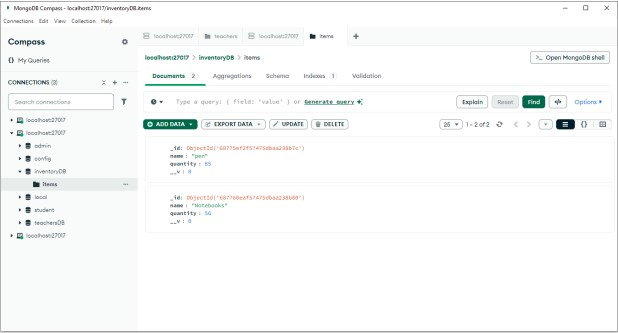 MongoDB Compass - localhost:27017/inventoryDB.items
Connections Edit View Collection Help
Compass
{} My Queries
CONNECTIONS (3)
Search connections
localhost:27017
localhost:27017
admin
config
inventoryDB
items
local
student
teachersDB
localhost:27017
localhost:27017 teachers localhost:27017 items
localhost:27017 > inventoryDB > items
>_ Open MongoDB shell
Documents 2 Aggregations Schema Indexes 1 Validation
Type a query: { field: 'value' } or Generate query
Explain Reset Find </> Options
ADD DATA EXPORT DATA UPDATE DELETE
25 1 – 2 of 2
_id: ObjectId('68775ef2f57475dbaa238b7c')
name : "pen"
quantity : 85
__v : 0
_id: ObjectId('687760eaf57475dbaa238b80')
name : "Notebooks"
quantity : 56
__v : 0